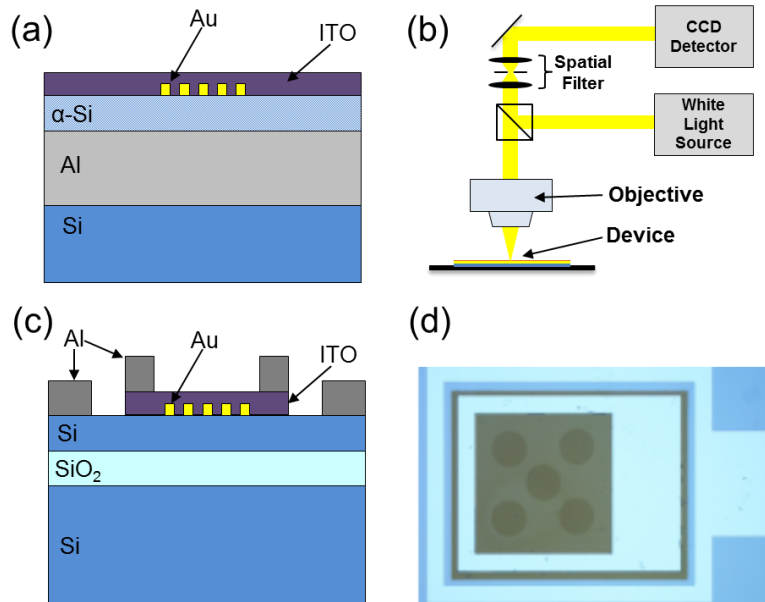 (a)
Au
ITO
α-Si
Al
Si
(b)
CCD
Detector
Spatial
Filter
White
Light
Source
Objective
Device
(c)
Al
Au
ITO
Si
SiO₂
Si
(d)